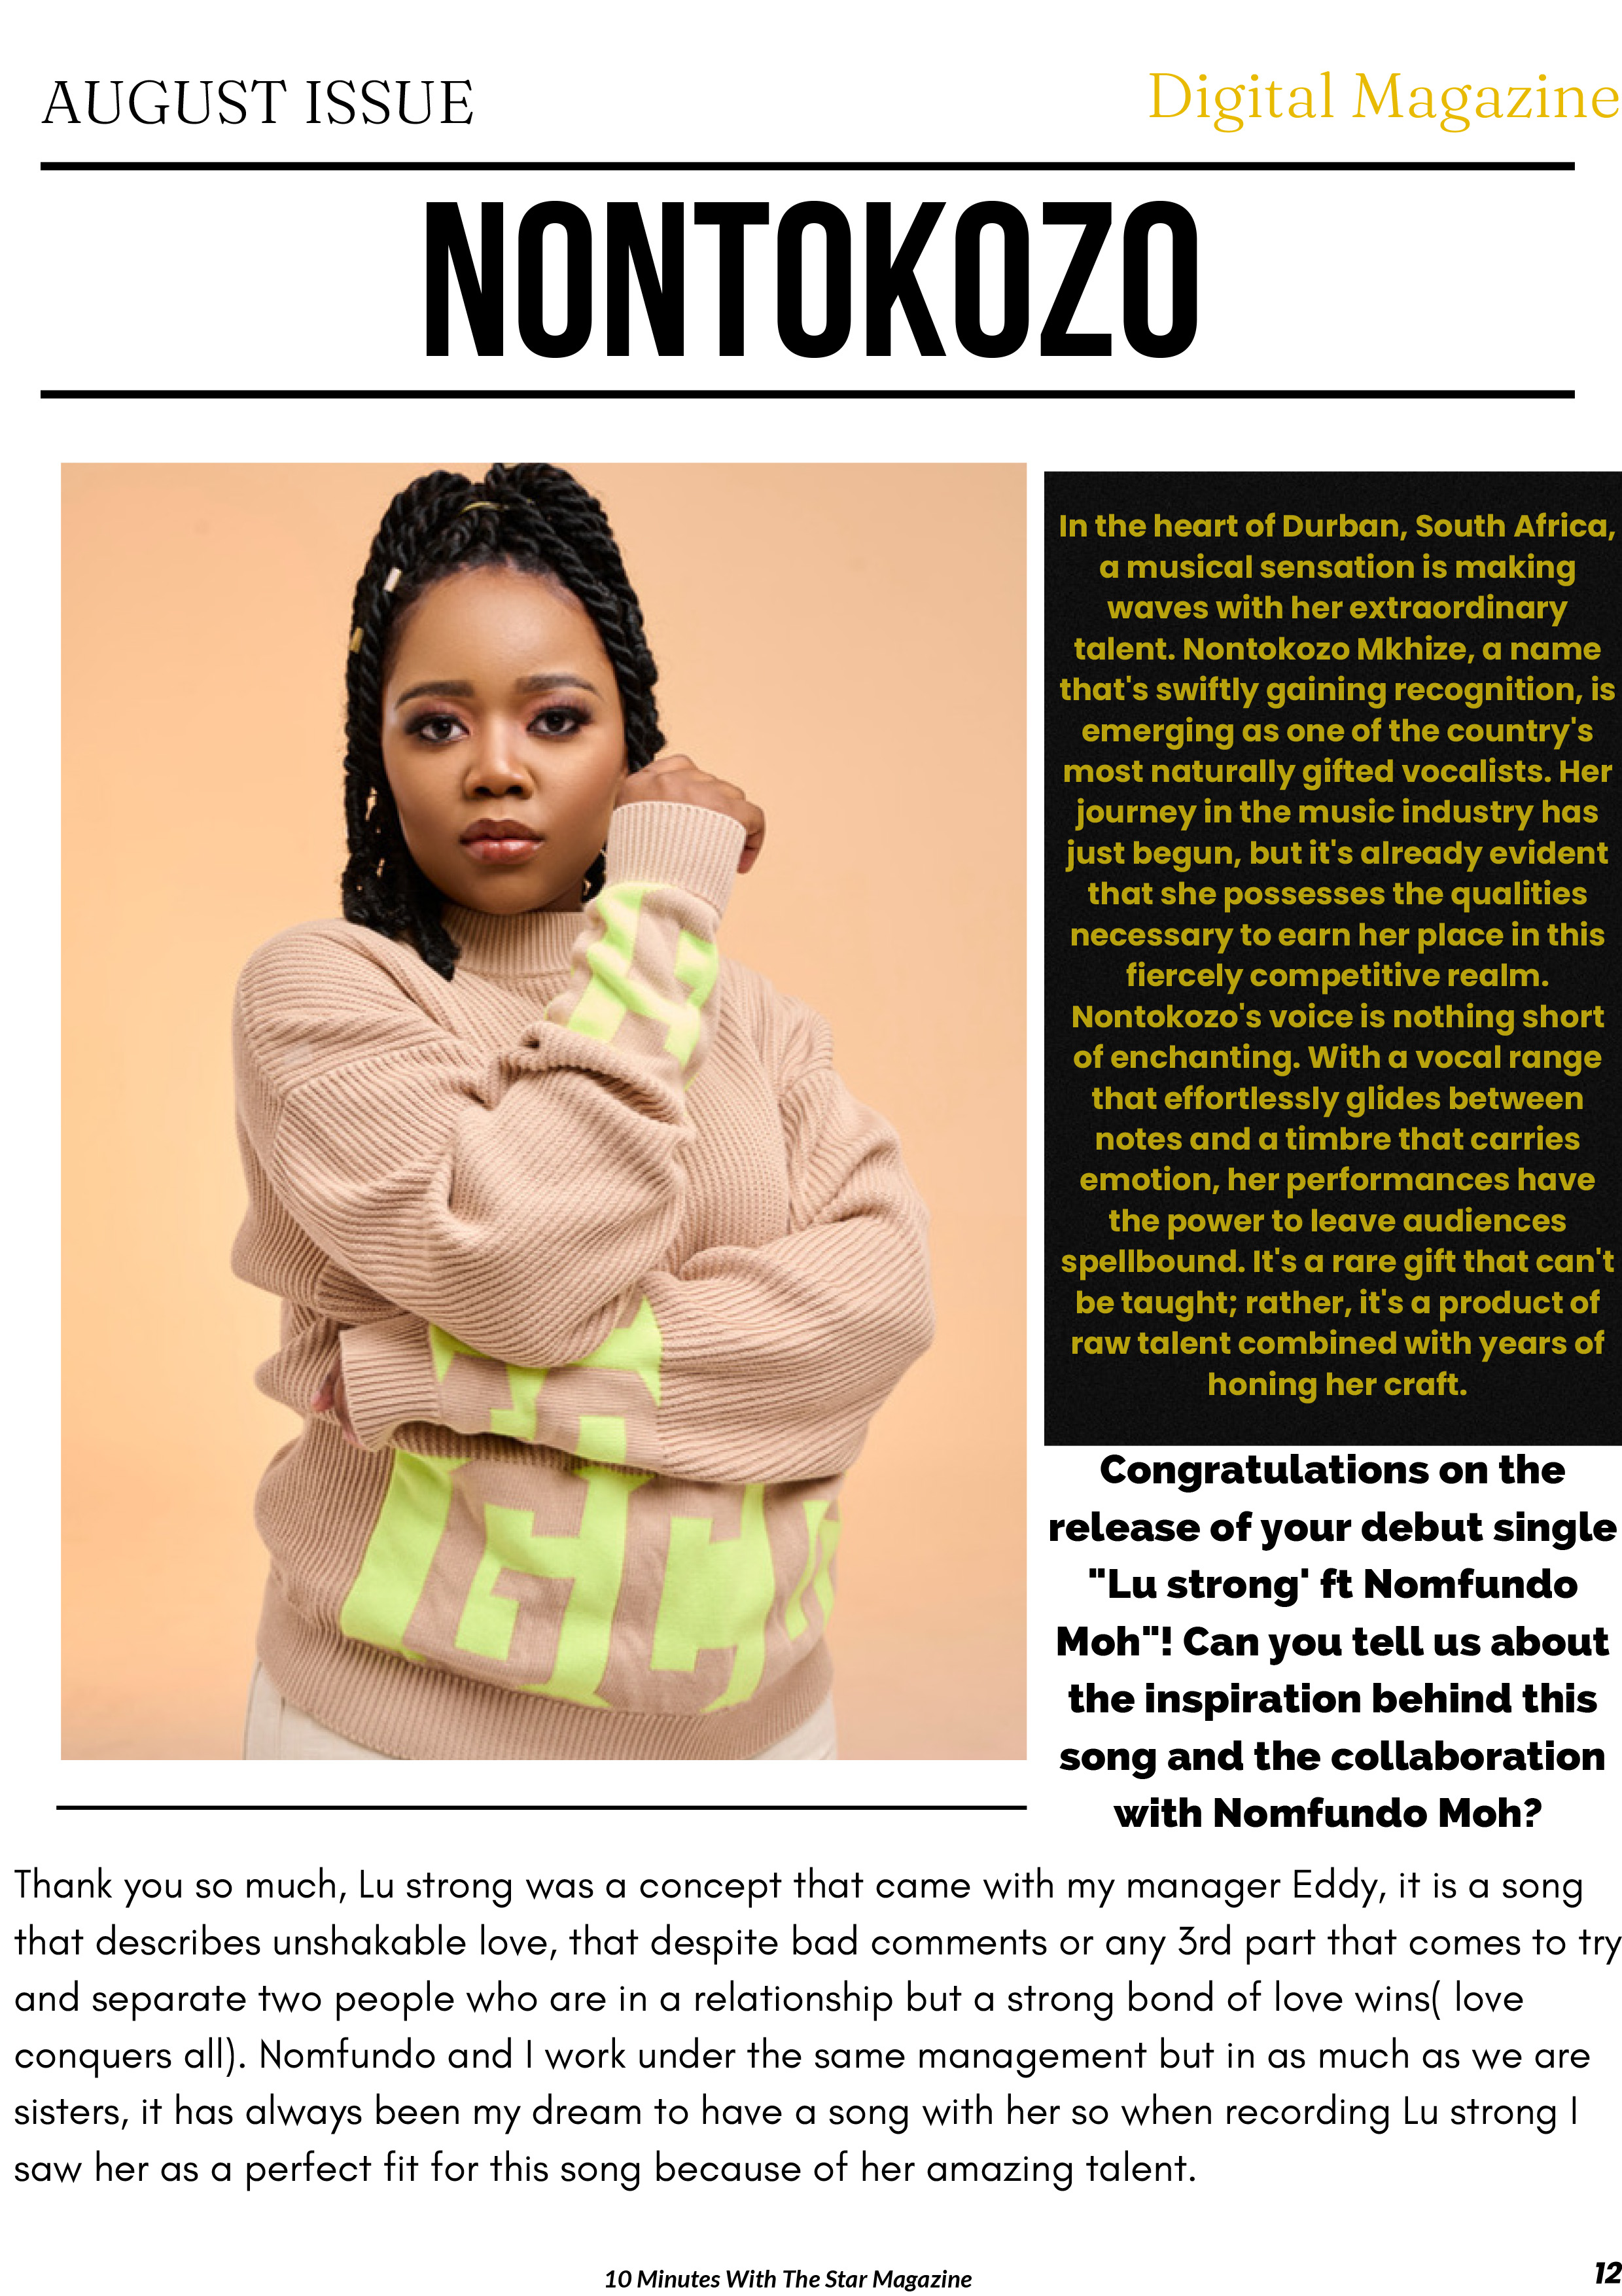 AUGUST ISSUE
Digital Magazine
NONTOKOZO
In the heart of Durban, South Africa,
a musical sensation is making
waves with her extraordinary
talent. Nontokozo Mkhize, a name
that's swiftly gaining recognition, is
emerging as one of the country's
most naturally gifted vocalists. Her
journey in the music industry has
just begun, but it's already evident
that she possesses the qualities
necessary to earn her place in this
fiercely competitive realm.
Nontokozo's voice is nothing short
of enchanting. With a vocal range
that effortlessly glides between
notes and a timbre that carries
emotion, her performances have
the power to leave audiences
spellbound. It's a rare gift that can't
be taught; rather, it's a product of
raw talent combined with years of
honing her craft.
Congratulations on the
release of your debut single
"Lu strong' ft Nomfundo
Moh"! Can you tell us about
the inspiration behind this
song and the collaboration
with Nomfundo Moh?
Thank you so much, Lu strong was a concept that came with my manager Eddy, it is a song
that describes unshakable love, that despite bad comments or any 3rd part that comes to try
and separate two people who are in a relationship but a strong bond of love wins( love
conquers all). Nomfundo and I work under the same management but in as much as we are
sisters, it has always been my dream to have a song with her so when recording Lu strong I
saw her as a perfect fit for this song because of her amazing talent.
10 Minutes With The Star Magazine
12